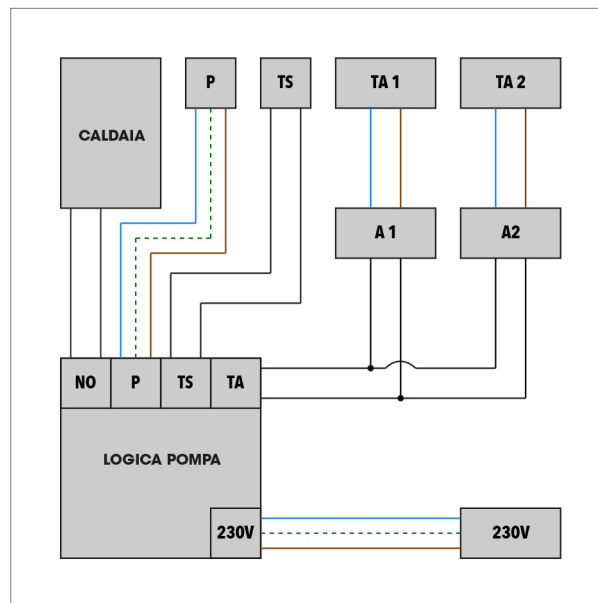 CALDAIA
P
TS
TA 1
TA 2
A 1
A2
NO
P
TS
TA
LOGICA POMPA
230V
230V